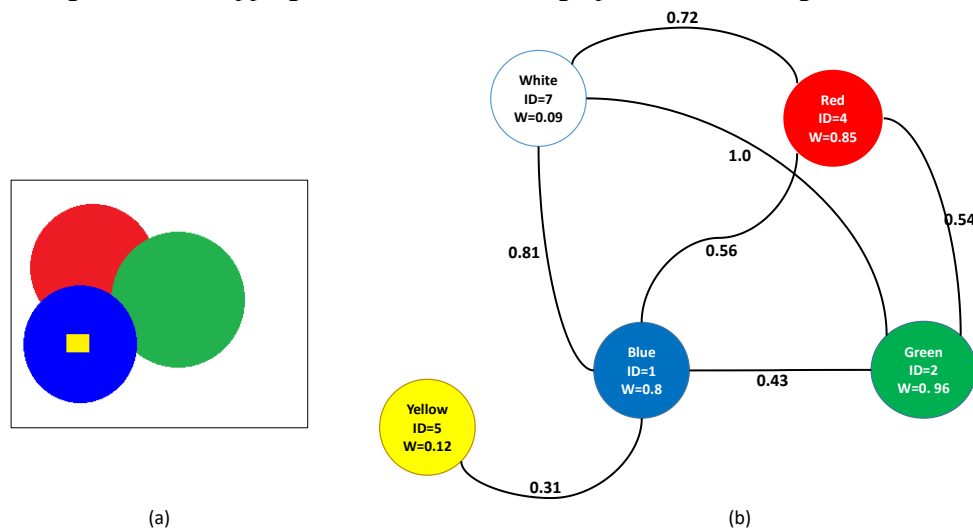 0.72
White
ID=7
W=0.09
Red
ID=4
W=0.85
1.0
0.54
0.81
0.56
Blue
ID=1
W=0.8
0.43
Green
ID=2
W=0. 96
Yellow
ID=5
W=0.12
0.31
(a)
(b)